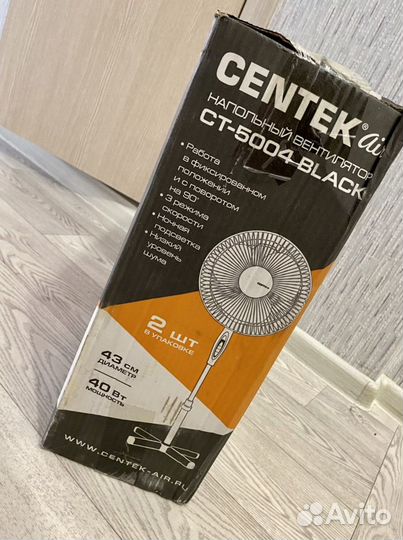 CENTEK® air
НАПОЛЬНЫЙ ВЕНТИЛЯТОР
CT-5004 BLACK
• Работа
в фиксированном
положении
и с поворотом
на 90°
• 3 режима
скорости
• Ночная
подсветка
• Низкий
уровень
шума
2 ШТ
В УПАКОВКЕ
43 СМ
ДИАМЕТР
40 Вт
МОЩНОСТЬ
WWW.CENTEK-AIR.RU
Avito